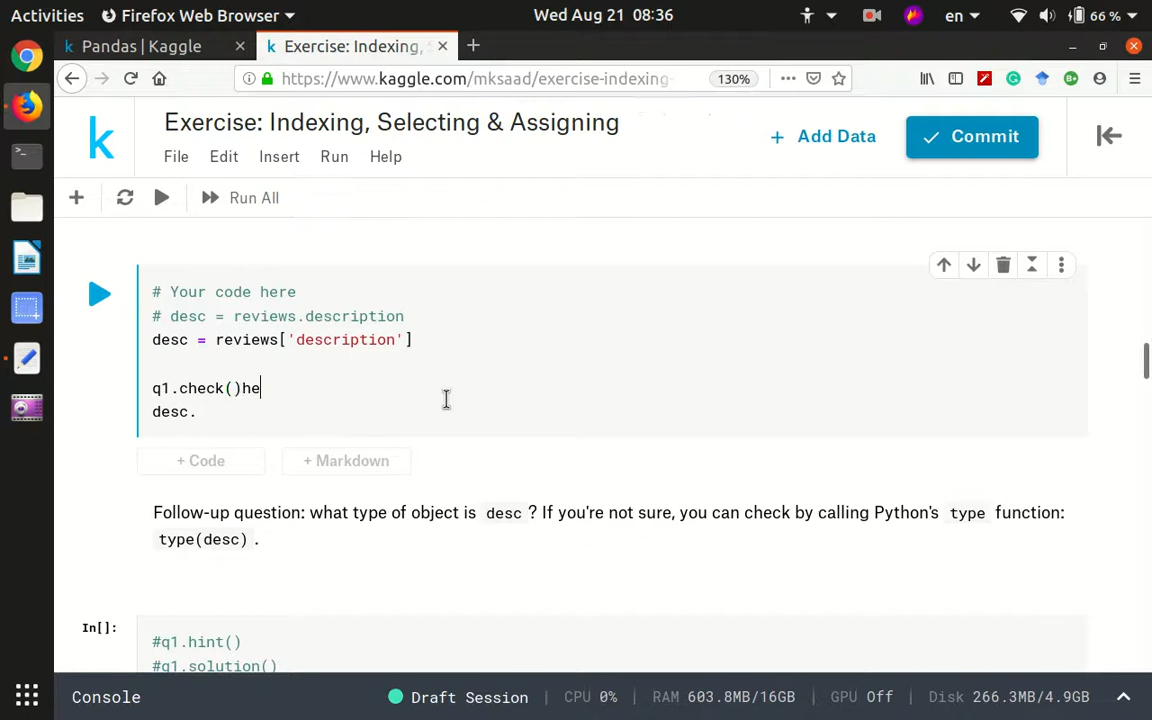 Activities Firefox Web Browser Wed Aug 21 08:36 en 66 %
Pandas | Kaggle Exercise: Indexing,
https://www.kaggle.com/mksaad/exercise-indexing- 130%
k Exercise: Indexing, Selecting & Assigning + Add Data Commit
File Edit Insert Run Help
Run All
# Your code here
# desc = reviews.description
desc = reviews['description']
q1.check()he
desc.
+ Code + Markdown
Follow-up question: what type of object is desc ? If you're not sure, you can check by calling Python's type function:
type(desc) .
In[]:
#q1.hint()
#q1.solution()
Console Draft Session CPU 0% RAM 603.8MB/16GB GPU Off Disk 266.3MB/4.9GB